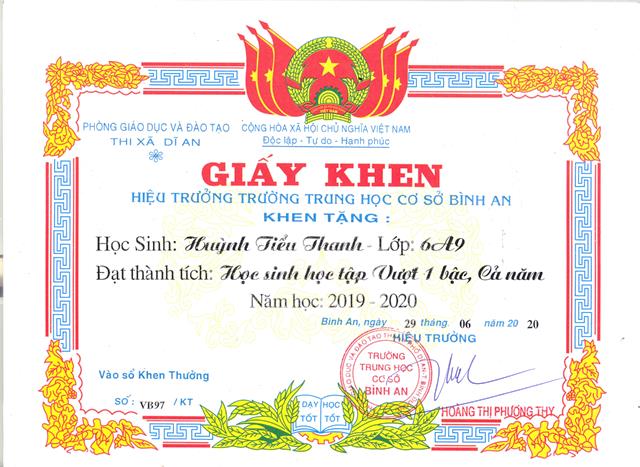 VIỆT NAM
PHÒNG GIÁO DỤC VÀ ĐÀO TẠO
THỊ XÃ DĨ AN
CỘNG HÒA XÃ HỘI CHỦ NGHĨA VIỆT NAM
Độc lập - Tự do - Hạnh phúc
GIẤY KHEN
HIỆU TRƯỞNG TRƯỜNG TRUNG HỌC CƠ SỞ BÌNH AN
KHEN TẶNG :
Học Sinh: Huỳnh Tiểu Thanh - Lớp: 6A9
Đạt thành tích: Học sinh học tập Vượt 1 bậc, Cả năm
Năm học: 2019 - 2020
Bình An, ngày 29 tháng 06 năm 20 20
HIỆU TRƯỞNG
TRƯỜNG
TRUNG HỌC
CƠ SỞ
BÌNH AN
Vào sổ Khen Thưởng
SỐ: VB97 / KT
DẠY TỐT
HỌC TỐT
HOÀNG THỊ PHƯƠNG THY